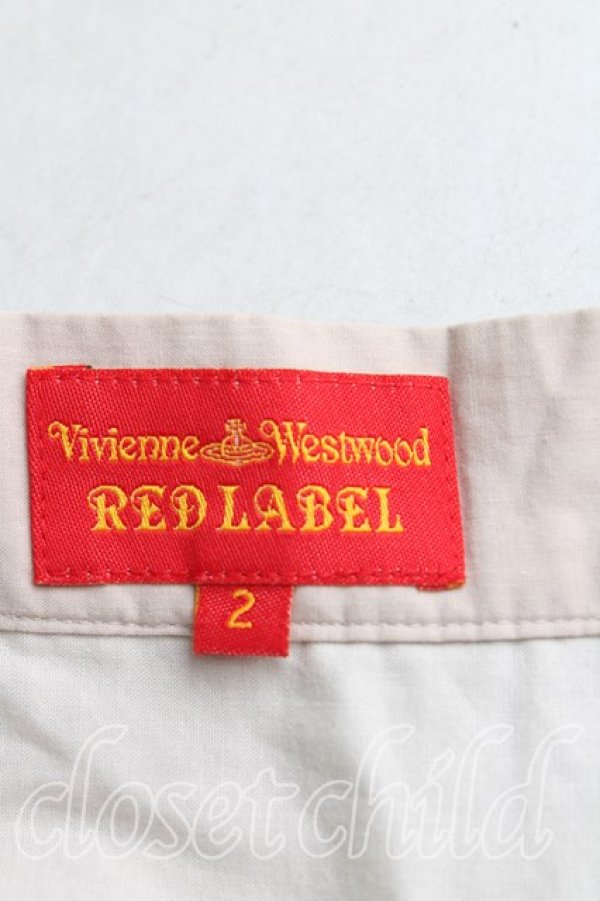 Vivienne Westwood
RED LABEL
2
closet child